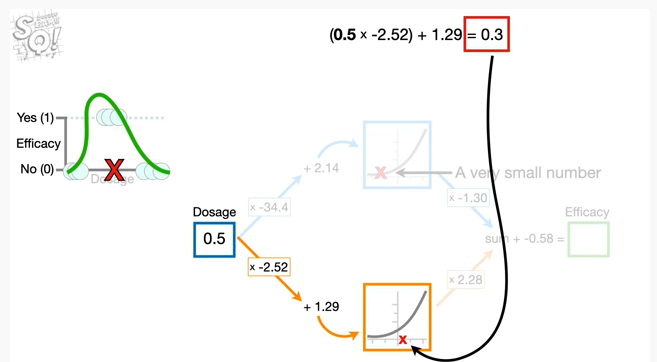 StatQuest!
(0.5 x -2.52) + 1.29 = 0.3
Yes (1)
Efficacy
No (0)
Dosage
+ 2.14
A very small number
x -34.4
x -1.30
Dosage
0.5
Efficacy
sum + -0.58 =
x -2.52
x 2.28
+ 1.29